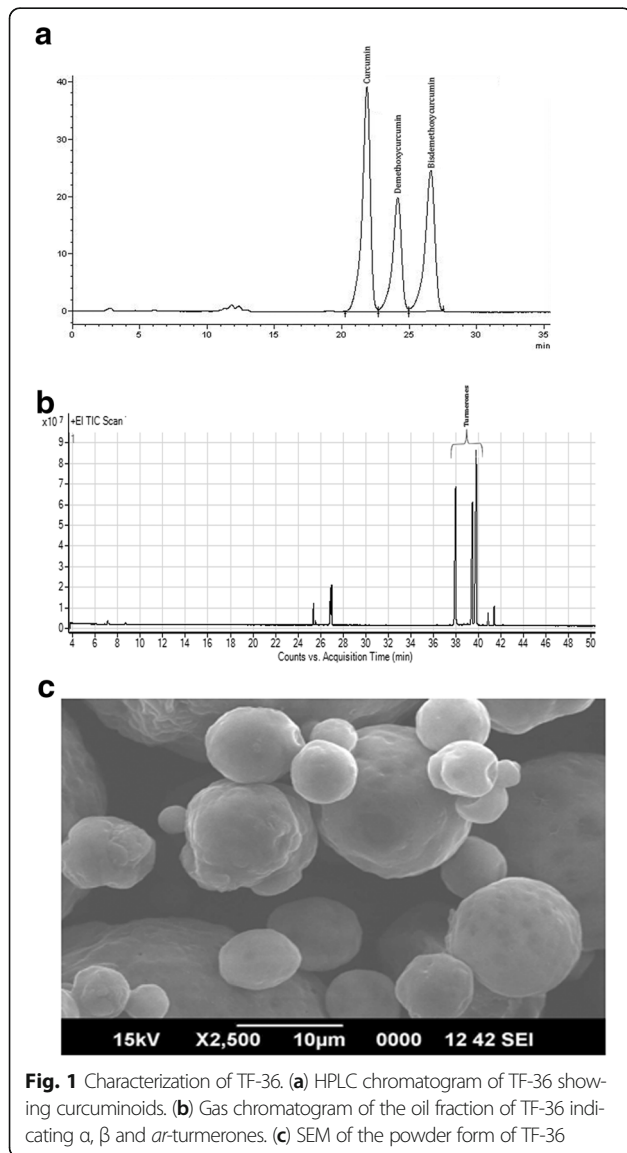 a
Curcumin
Demethoxycurcumin
Bisdemethoxycurcumin
40
30
20
10
0
0 5 10 15 20 25 30 35
min
b
x10 7 +EI TIC Scan
1
Turmerones
9
8
7
6
5
4
3
2
1
0
4 6 8 10 12 14 16 18 20 22 24 26 28 30 32 34 36 38 40 42 44 46 48 50
Counts vs. Acquisition Time (min)
c
15kV X2,500 10µm 0000 12 42 SEI
Fig. 1 Characterization of TF-36. (a) HPLC chromatogram of TF-36 show-
ing curcuminoids. (b) Gas chromatogram of the oil fraction of TF-36 indi-
cating α, β and ar-turmerones. (c) SEM of the powder form of TF-36